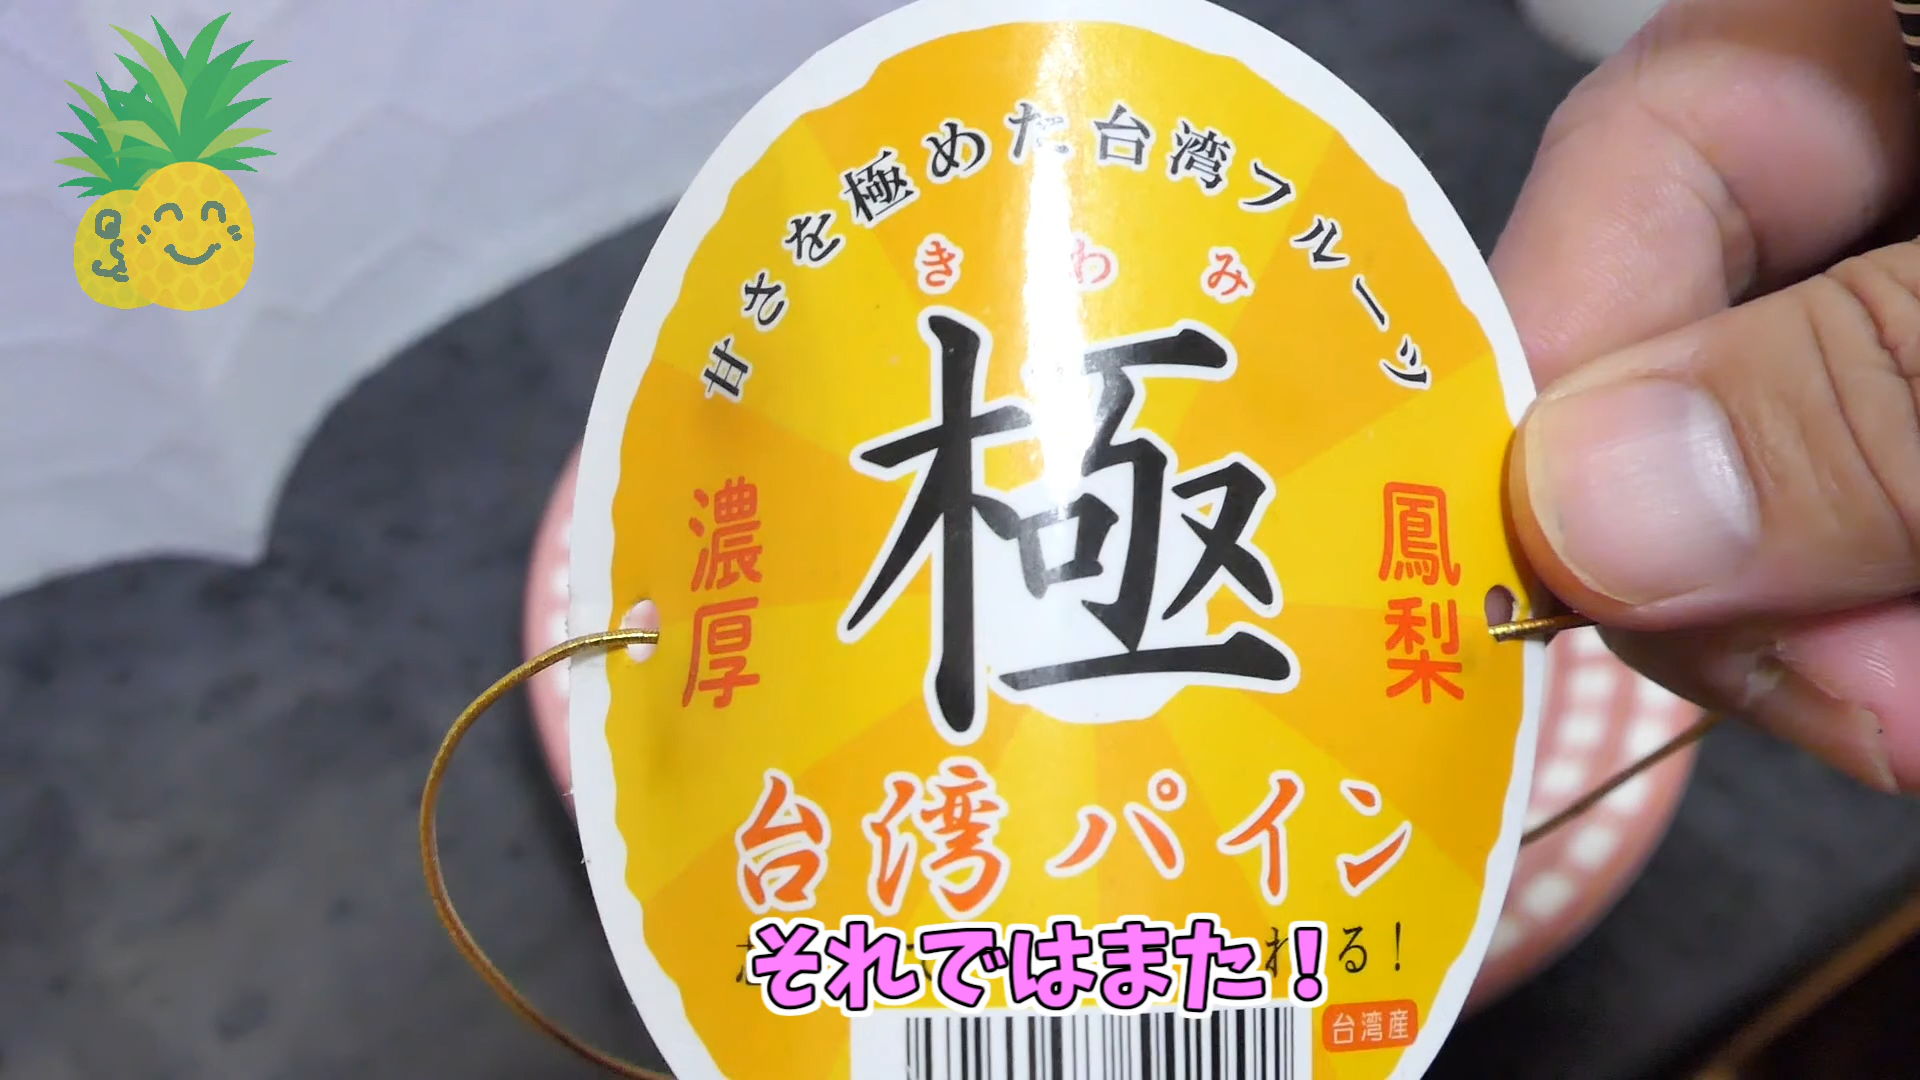 甘さを極めた台湾フルーツ
きわみ
極
濃厚
鳳梨
台湾パイン
る！
それではまた！
台湾産